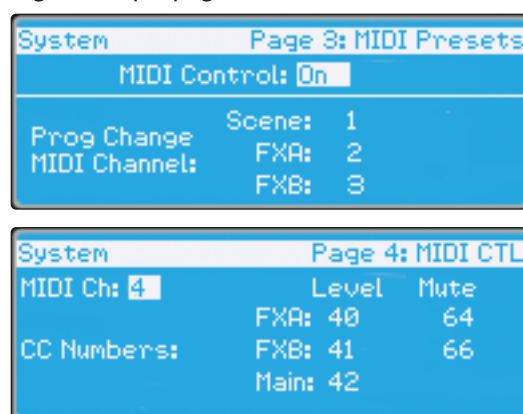 System Page 3: MIDI Presets
MIDI Control: On
Scene: 1
Prog Change
FXA: 2
MIDI Channel:
FXB: 3
System Page 4: MIDI CTL
MIDI Ch: 4 Level Mute
FXA: 40 64
CC Numbers: FXB: 41 66
Main: 42